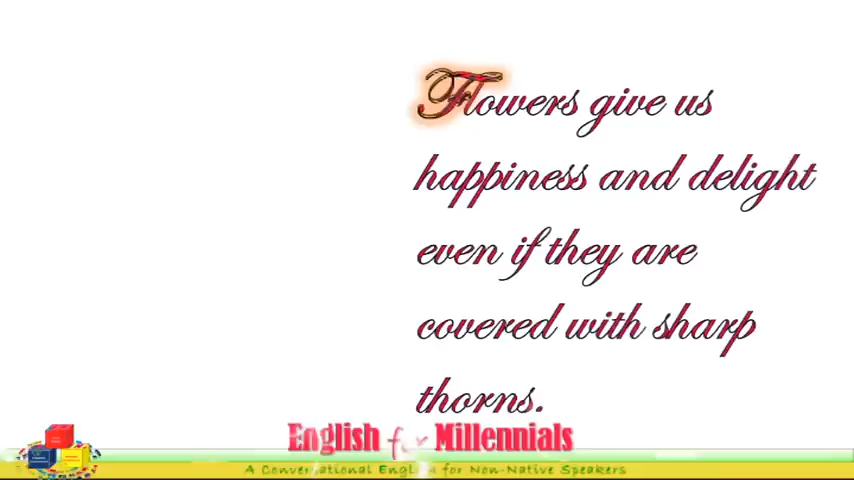 Flowers give us
happiness and delight
even if they are
covered with sharp
thorns.
English for Millennials
A Conversational English for Non-Native Speakers